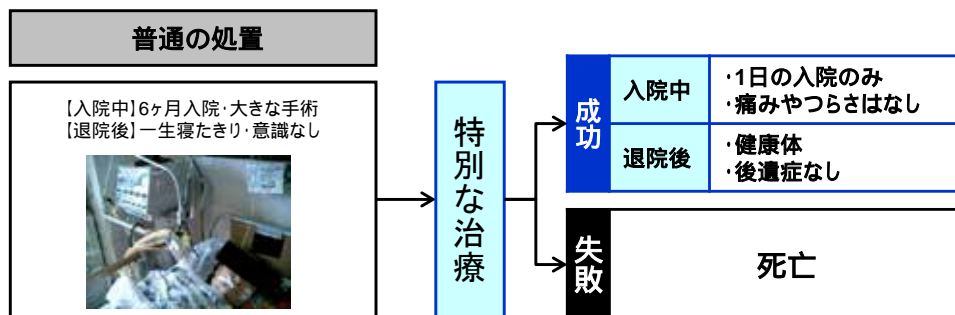 普通の処置
【入院中】6ヶ月入院・大きな手術
【退院後】一生寝たきり・意識なし
特別な治療
成功
入院中
・1日の入院のみ
・痛みやつらさはなし
退院後
・健康体
・後遺症なし
失敗
死亡